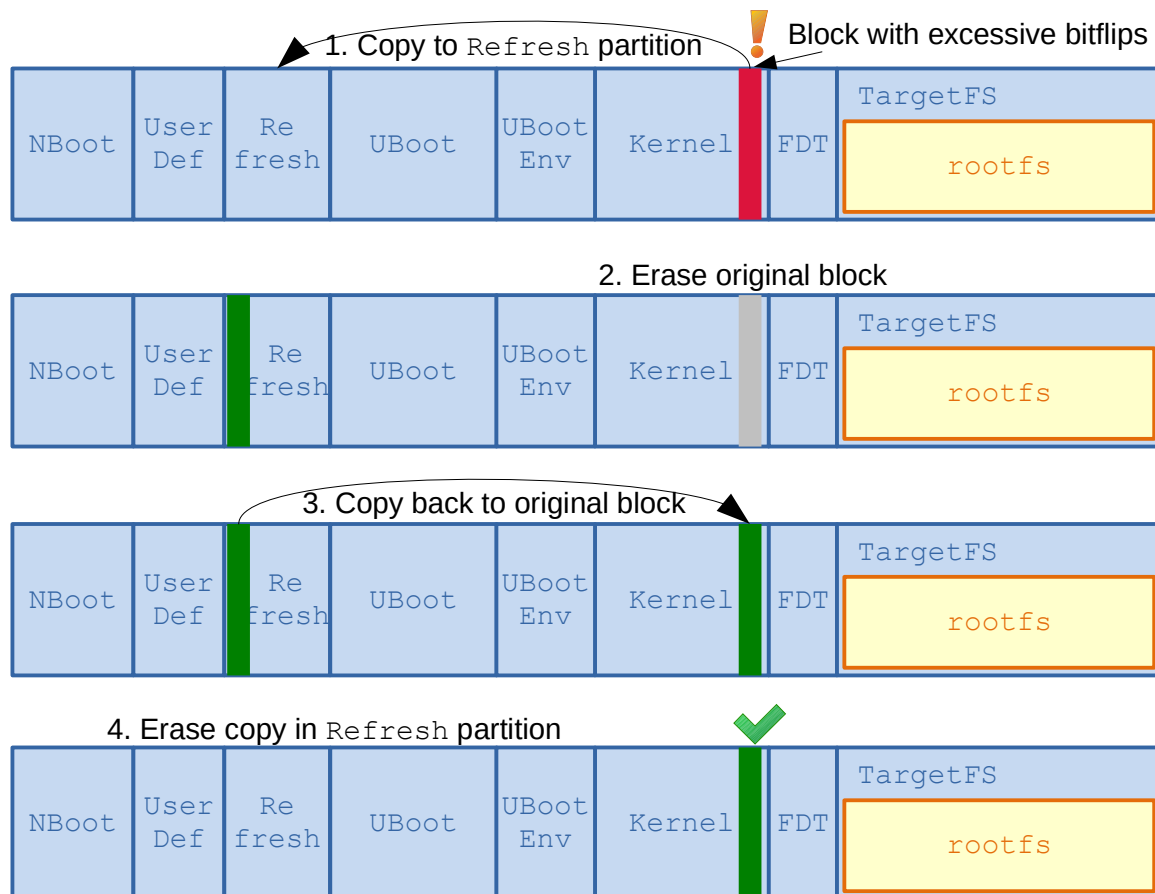 1. Copy to Refresh partition
Block with excessive bitflips
NBoot
User
Def
Re
fresh
UBoot
UBoot
Env
Kernel
FDT
TargetFS
rootfs
2. Erase original block
NBoot
User
Def
Re
fresh
UBoot
UBoot
Env
Kernel
FDT
TargetFS
rootfs
3. Copy back to original block
NBoot
User
Def
Re
fresh
UBoot
UBoot
Env
Kernel
FDT
TargetFS
rootfs
4. Erase copy in Refresh partition
NBoot
User
Def
Re
fresh
UBoot
UBoot
Env
Kernel
FDT
TargetFS
rootfs